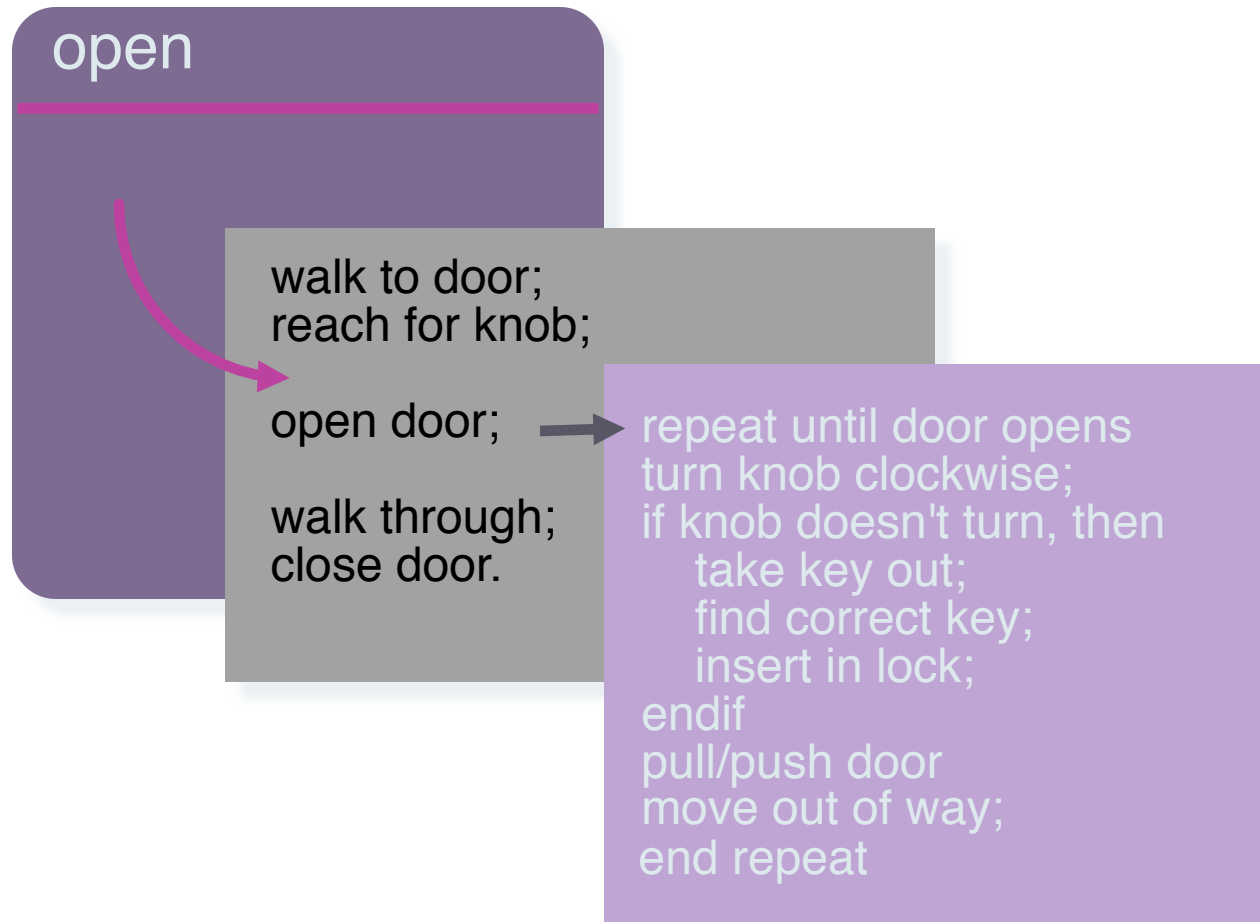 open
walk to door;
reach for knob;
open door;
walk through;
close door.
repeat until door opens
turn knob clockwise;
if knob doesn't turn, then
take key out;
find correct key;
insert in lock;
endif
pull/push door
move out of way;
end repeat